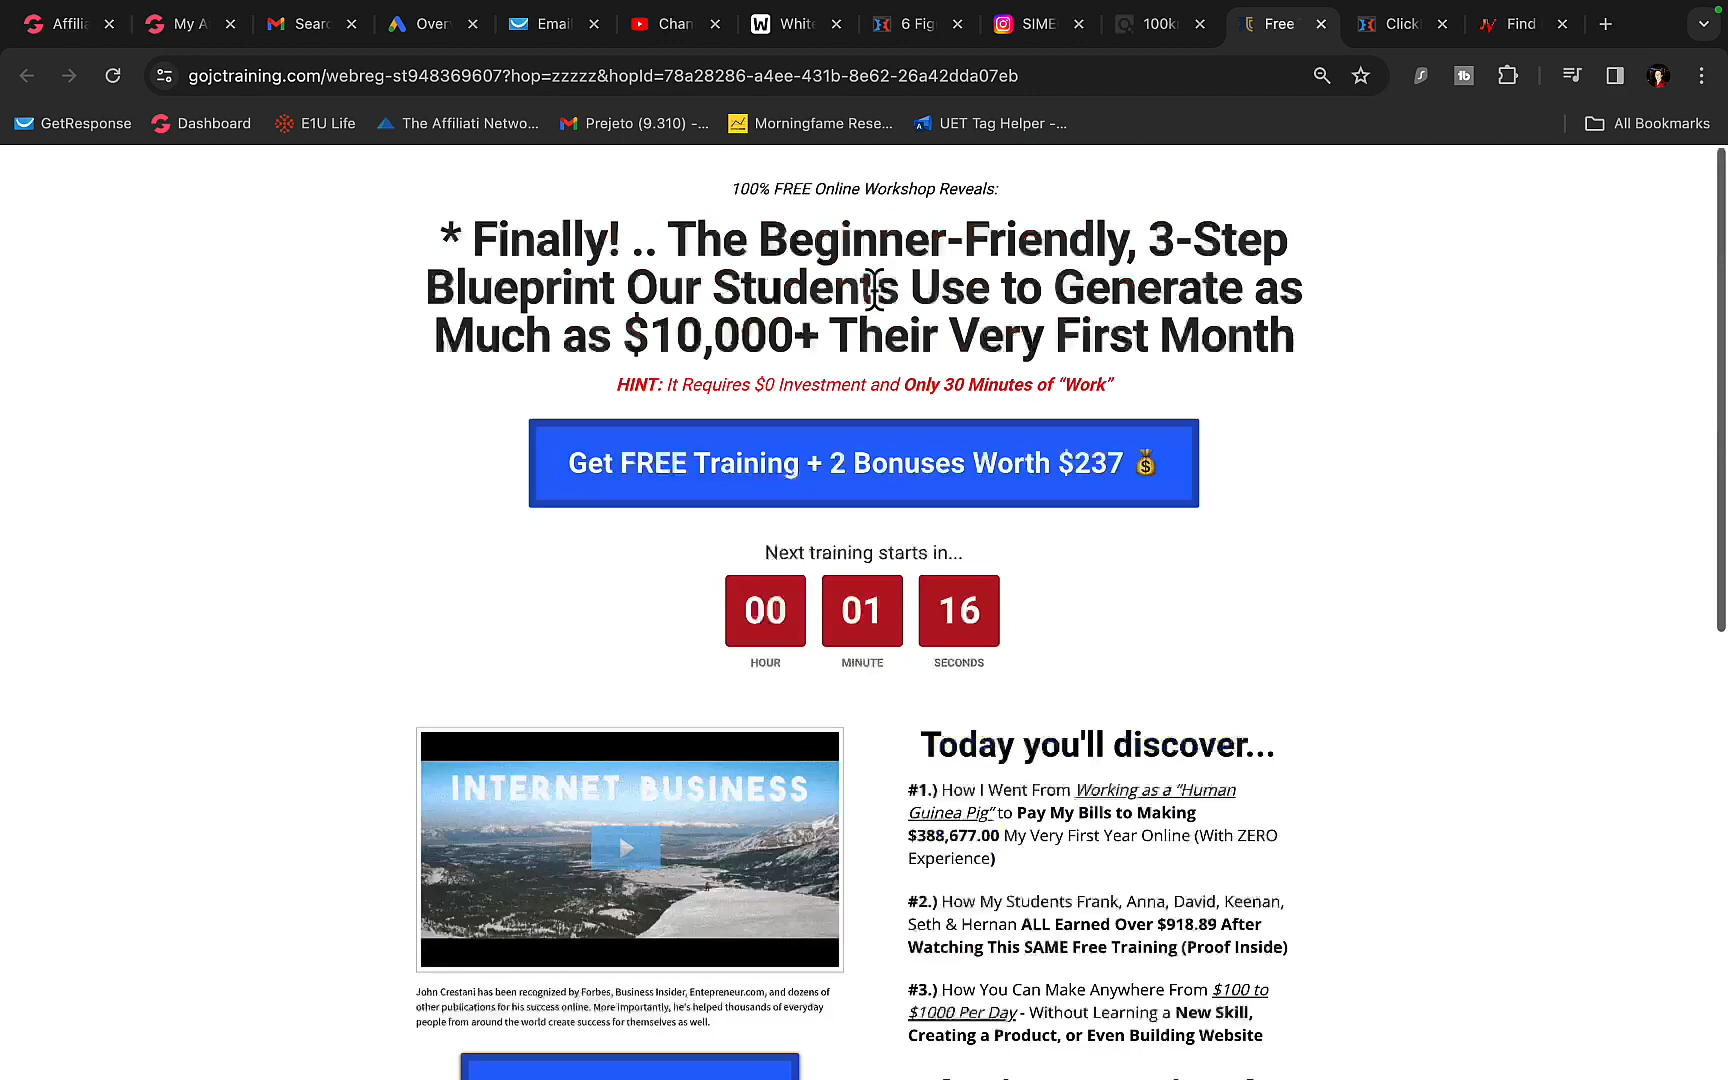 Affilia
My A
Sear
Over
Email
Chan
White
6 Fig
SIME
100k
Free
Click
Find
gojctraining.com/webreg-st948369607?hop=zzzzz&hopId=78a28286-a4ee-431b-8e62-26a42dda07eb
GetResponse
Dashboard
E1U Life
The Affiliati Netwo...
Prejeto (9.310) -...
Morningfame Rese...
UET Tag Helper -...
All Bookmarks
100% FREE Online Workshop Reveals:
* Finally! .. The Beginner-Friendly, 3-Step
Blueprint Our Students Use to Generate as
Much as $10,000+ Their Very First Month
HINT: It Requires $0 Investment and Only 30 Minutes of “Work”
Get FREE Training + 2 Bonuses Worth $237 💰
Next training starts in...
00 01 16
HOUR MINUTE SECONDS
INTERNET BUSINESS
John Crestani has been recognized by Forbes, Business Insider, Entepreneur.com, and dozens of
other publications for his success online. More importantly, he's helped thousands of everyday
people from around the world create success for themselves as well.
Today you'll discover...
#1.) How I Went From Working as a “Human
Guinea Pig” to Pay My Bills to Making
$388,677.00 My Very First Year Online (With ZERO
Experience)
#2.) How My Students Frank, Anna, David, Keenan,
Seth & Hernan ALL Earned Over $918.89 After
Watching This SAME Free Training (Proof Inside)
#3.) How You Can Make Anywhere From $100 to
$1000 Per Day - Without Learning a New Skill,
Creating a Product, or Even Building Website